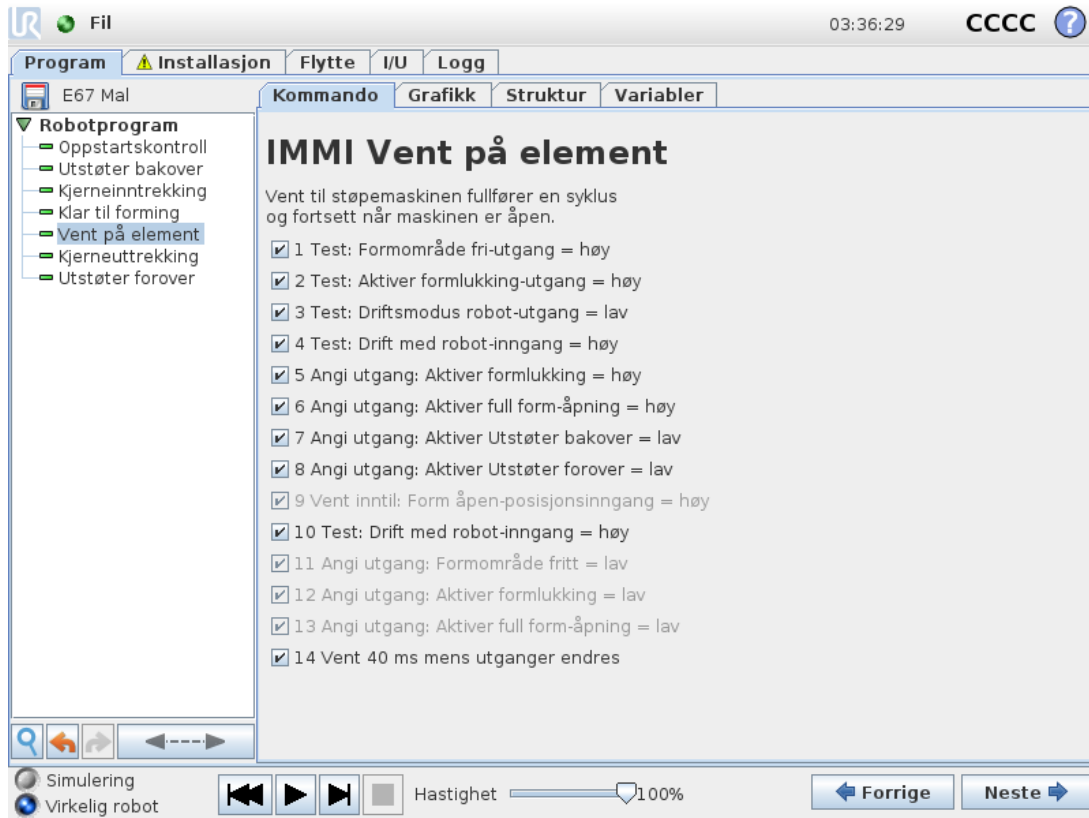 UR Fil 03:36:29 CCCC ?
Program Installasjon Flytte I/U Logg
E67 Mal
Kommando Grafikk Struktur Variabler
Robotprogram
Oppstartskontroll
Utstøter bakover
Kjerneinntrekking
Klar til forming
Vent på element
Kjerneuttrekking
Utstøter forover
IMMI Vent på element
Vent til støpemaskinen fullfører en syklus
og fortsett når maskinen er åpen.
1 Test: Formområde fri-utgang = høy
2 Test: Aktiver formlukking-utgang = høy
3 Test: Driftsmodus robot-utgang = lav
4 Test: Drift med robot-inngang = høy
5 Angi utgang: Aktiver formlukking = høy
6 Angi utgang: Aktiver full form-åpning = høy
7 Angi utgang: Aktiver Utstøter bakover = lav
8 Angi utgang: Aktiver Utstøter forover = lav
9 Vent inntil: Form åpen-posisjonsinngang = høy
10 Test: Drift med robot-inngang = høy
11 Angi utgang: Formområde fritt = lav
12 Angi utgang: Aktiver formlukking = lav
13 Angi utgang: Aktiver full form-åpning = lav
14 Vent 40 ms mens utganger endres
Simulering
Virkelig robot
Hastighet 100%
Forrige Neste